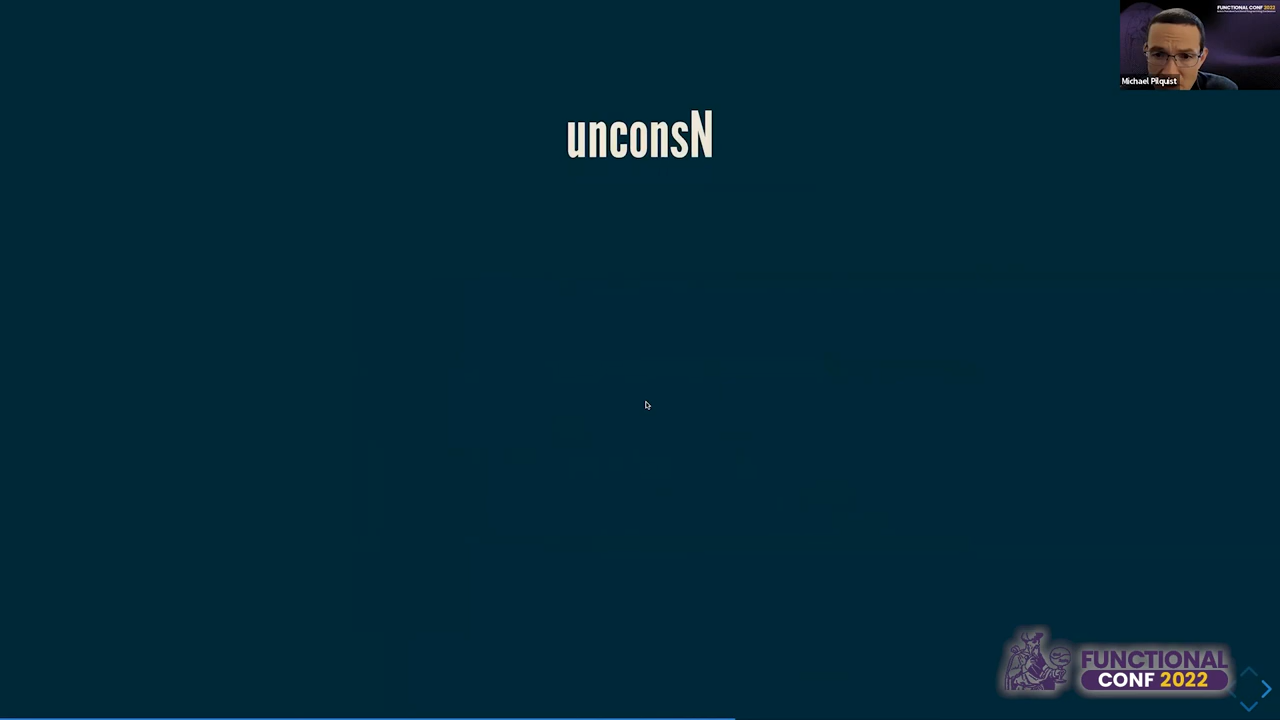 FUNCTIONAL CONF 2022
Michael Pilquist
unconsN
FUNCTIONAL
CONF 2022